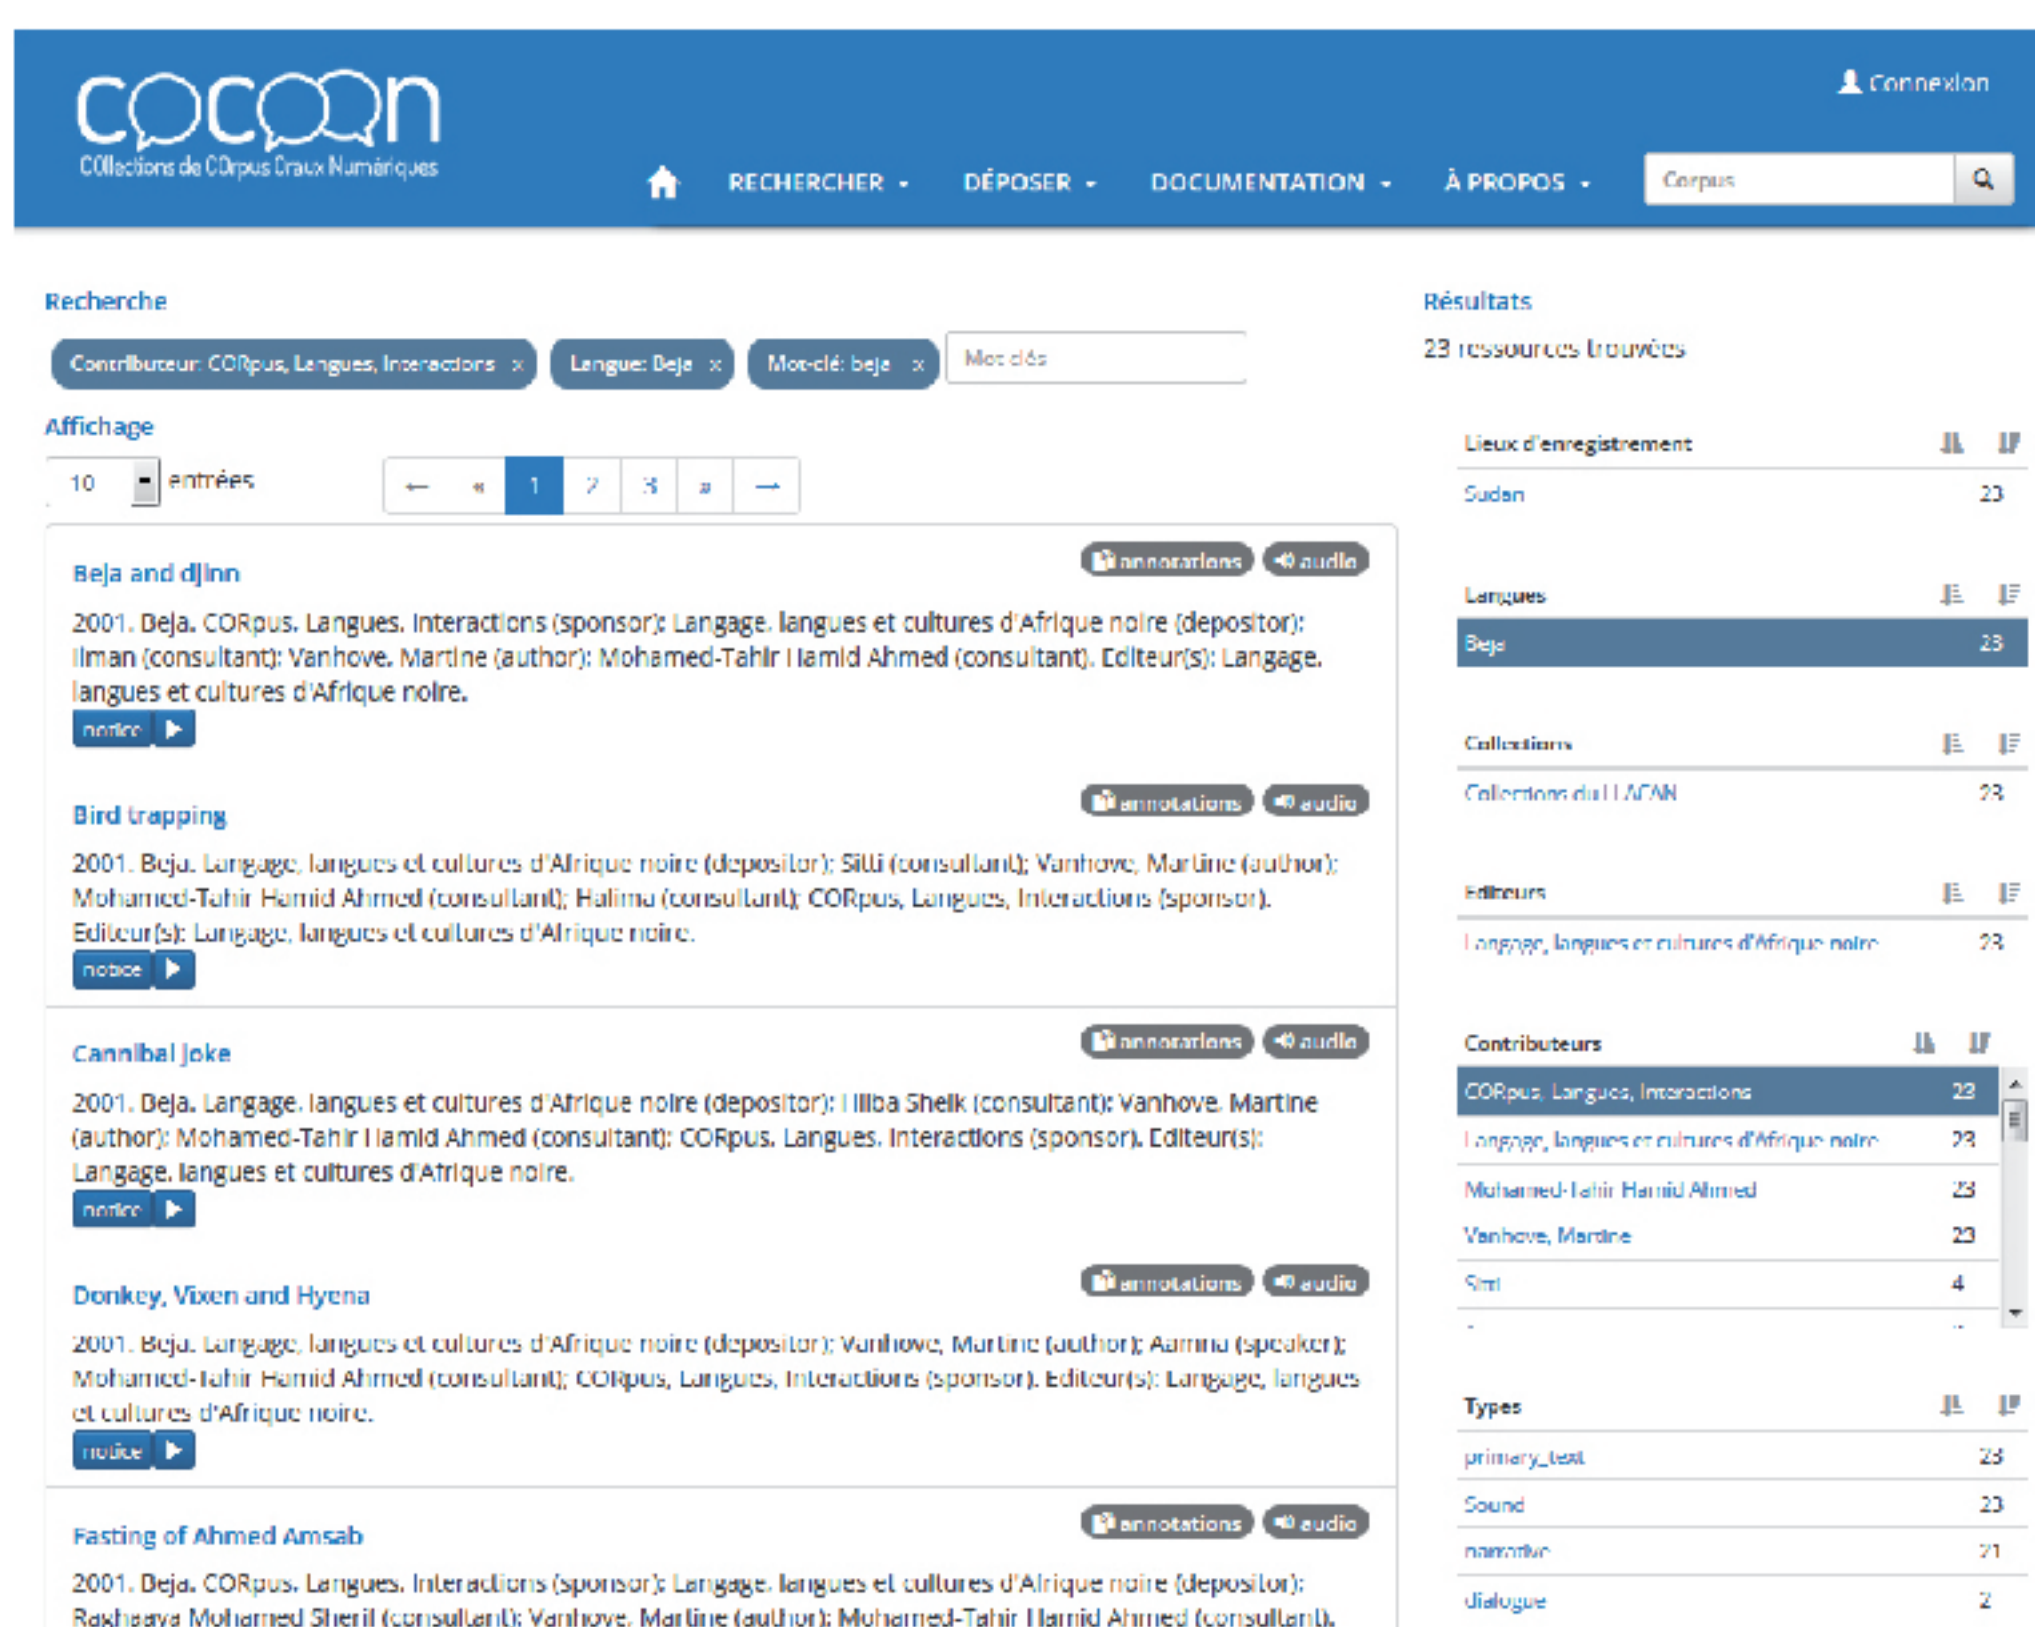 cocoon
COllections de COrpus Oraux Numériques
Connexion
RECHERCHER
DÉPOSER
DOCUMENTATION
À PROPOS
Corpus
Recherche
Contributeur: CORpus, Langues, Interactions x
Langue: Beja x
Mot-clé: beja x
Mot clés
Affichage
10 entrées
← « 1 2 3 » →
Beja and djinn
annotations audio
2001. Beja. CORpus, Langues, Interactions (sponsor); Langage, langues et cultures d'Afrique noire (depositor);
Ilman (consultant); Vanhove, Martine (author); Mohamed-Tahir Hamid Ahmed (consultant). Editeur(s): Langage,
langues et cultures d'Afrique noire.
notice
Bird trapping
annotations audio
2001. Beja. Langage, langues et cultures d'Afrique noire (depositor); Sitti (consultant); Vanhove, Martine (author);
Mohamed-Tahir Hamid Ahmed (consultant); Halima (consultant); CORpus, Langues, Interactions (sponsor).
Editeur(s): Langage, langues et cultures d'Afrique noire.
notice
Cannibal joke
annotations audio
2001. Beja. Langage, langues et cultures d'Afrique noire (depositor); Sheik (consultant); Vanhove, Martine
(author); Mohamed-Tahir Hamid Ahmed (consultant); CORpus, Langues, Interactions (sponsor). Editeur(s):
Langage, langues et cultures d'Afrique noire.
notice
Donkey, Vixen and Hyena
annotations audio
2001. Beja. Langage, langues et cultures d'Afrique noire (depositor); Vanhove, Martine (author); Aamna (speaker);
Mohamed-Tahir Hamid Ahmed (consultant); CORpus, Langues, Interactions (sponsor). Editeur(s): Langage, langues
et cultures d'Afrique noire.
notice
Fasting of Ahmed Amsab
annotations audio
2001. Beja. CORpus, Langues, Interactions (sponsor); Langage, langues et cultures d'Afrique noire (depositor);
Raghaaya Mohamed Sherif (consultant); Vanhove, Martine (author); Mohamed-Tahir Hamid Ahmed (consultant).
Résultats
23 ressources trouvées
Lieux d'enregistrement
Sudan 23
Langues
Beja 23
Collections
Collections du LLACAN 23
Editeurs
Langage, langues et cultures d'Afrique noire 23
Contributeurs
CORpus, Langues, Interactions 23
Langage, langues et cultures d'Afrique noire 23
Mohamed-Tahir Hamid Ahmed 23
Vanhove, Martine 23
Sitti 4
Types
primary_text 23
Sound 23
narrative 21
dialogue 2